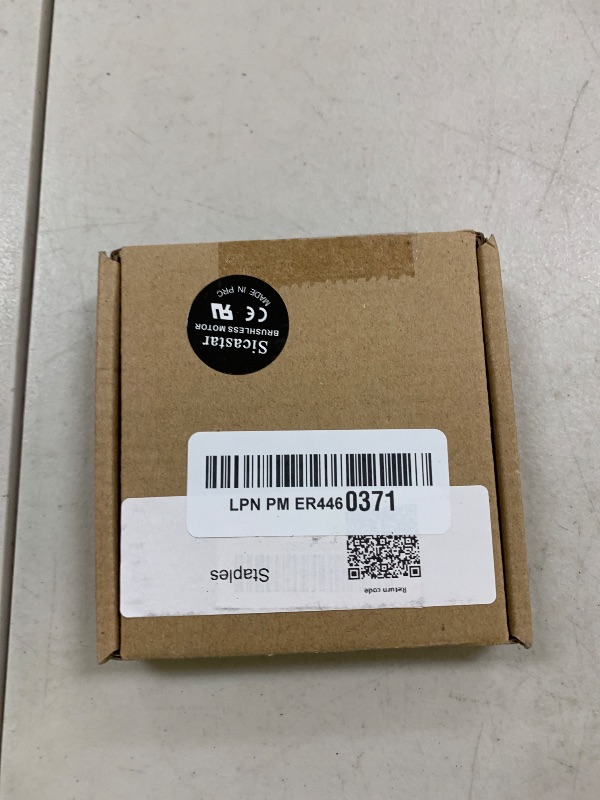 Sicastar
BRUSHLESS MOTOR
CE
MADE IN PRC
LPN PM ER4460371
Staples
Return code